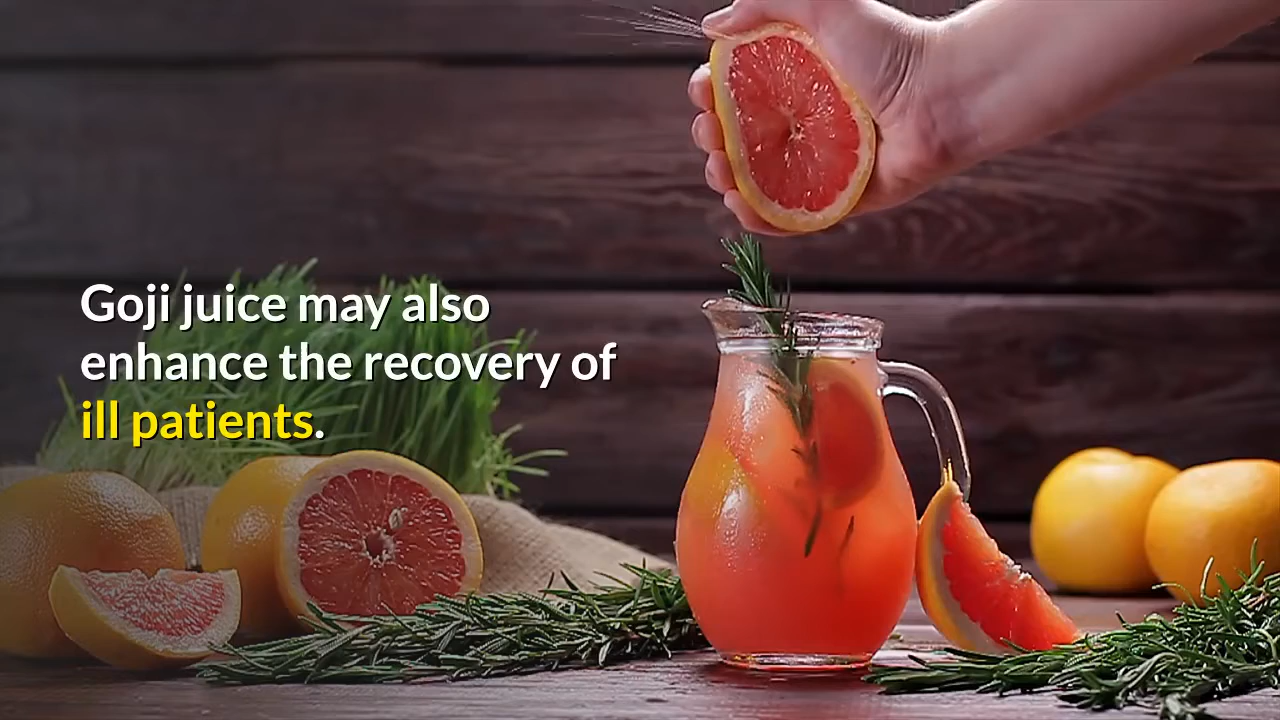 Goji juice may also
enhance the recovery of
ill patients.